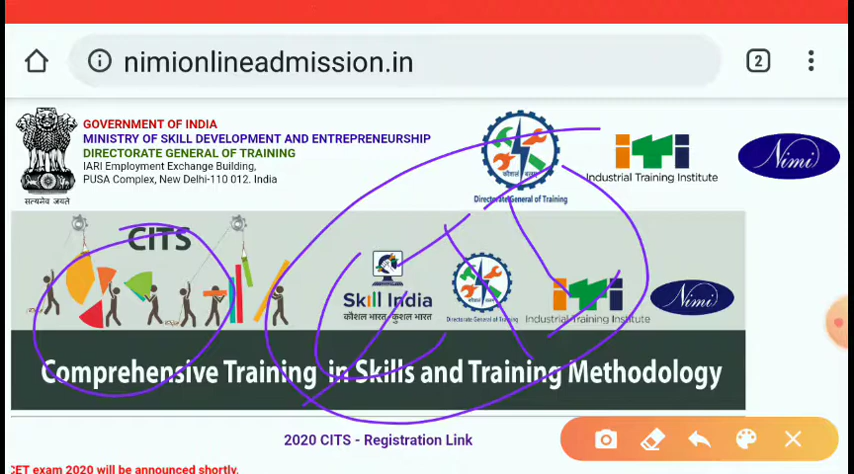 nimionlineadmission.in
2
GOVERNMENT OF INDIA
MINISTRY OF SKILL DEVELOPMENT AND ENTREPRENEURSHIP
DIRECTORATE GENERAL OF TRAINING
IARI Employment Exchange Building,
PUSA Complex, New Delhi-110 012. India
सत्यमेव जयते
Directorate General of Training
iTi
Industrial Training Institute
Nimi
CITS
Skill India
कौशल भारत, कुशल भारत
Directorate General of Training
iTi
Industrial Training Institute
Nimi
Comprehensive Training in Skills and Training Methodology
2020 CITS - Registration Link
CET exam 2020 will be announced shortly.